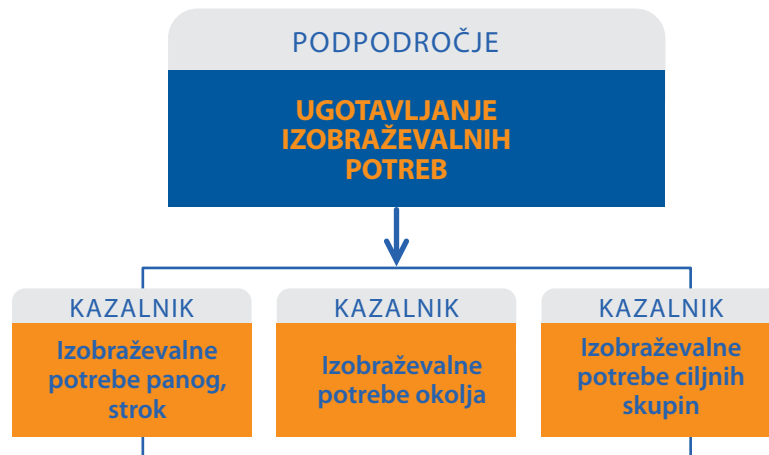 PODPODROČJE
UGOTAVLJANJE
IZOBRAŽEVALNIH
POTREB
KAZALNIK
Izobraževalne
potrebe panog,
strok
KAZALNIK
Izobraževalne
potrebe okolja
KAZALNIK
Izobraževalne
potrebe ciljnih
skupin